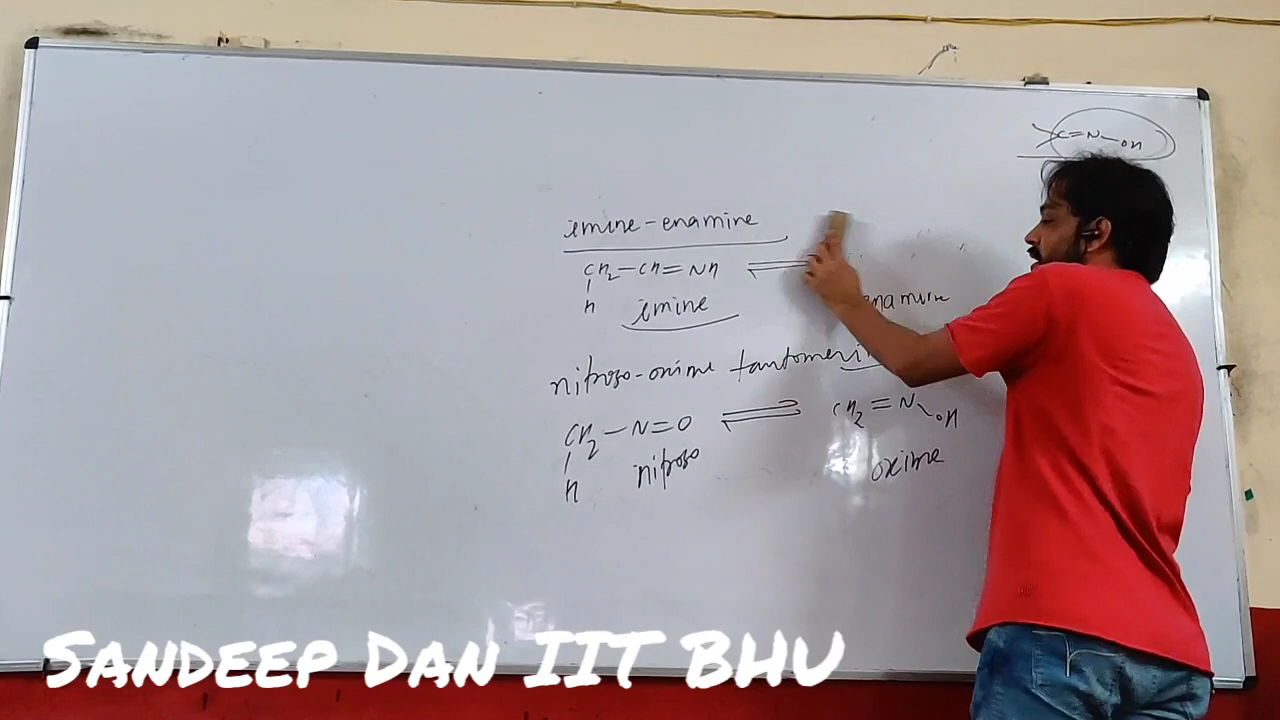 >C=N-OH
imine-enamine
CH2-CH=NH ⇌
H
imine
enamine
nitroso-oxime tautomeri
CH2-N=O ⇌ CH2=N-OH
H
nitroso
oxime
SANDEEP DAN IIT BHU